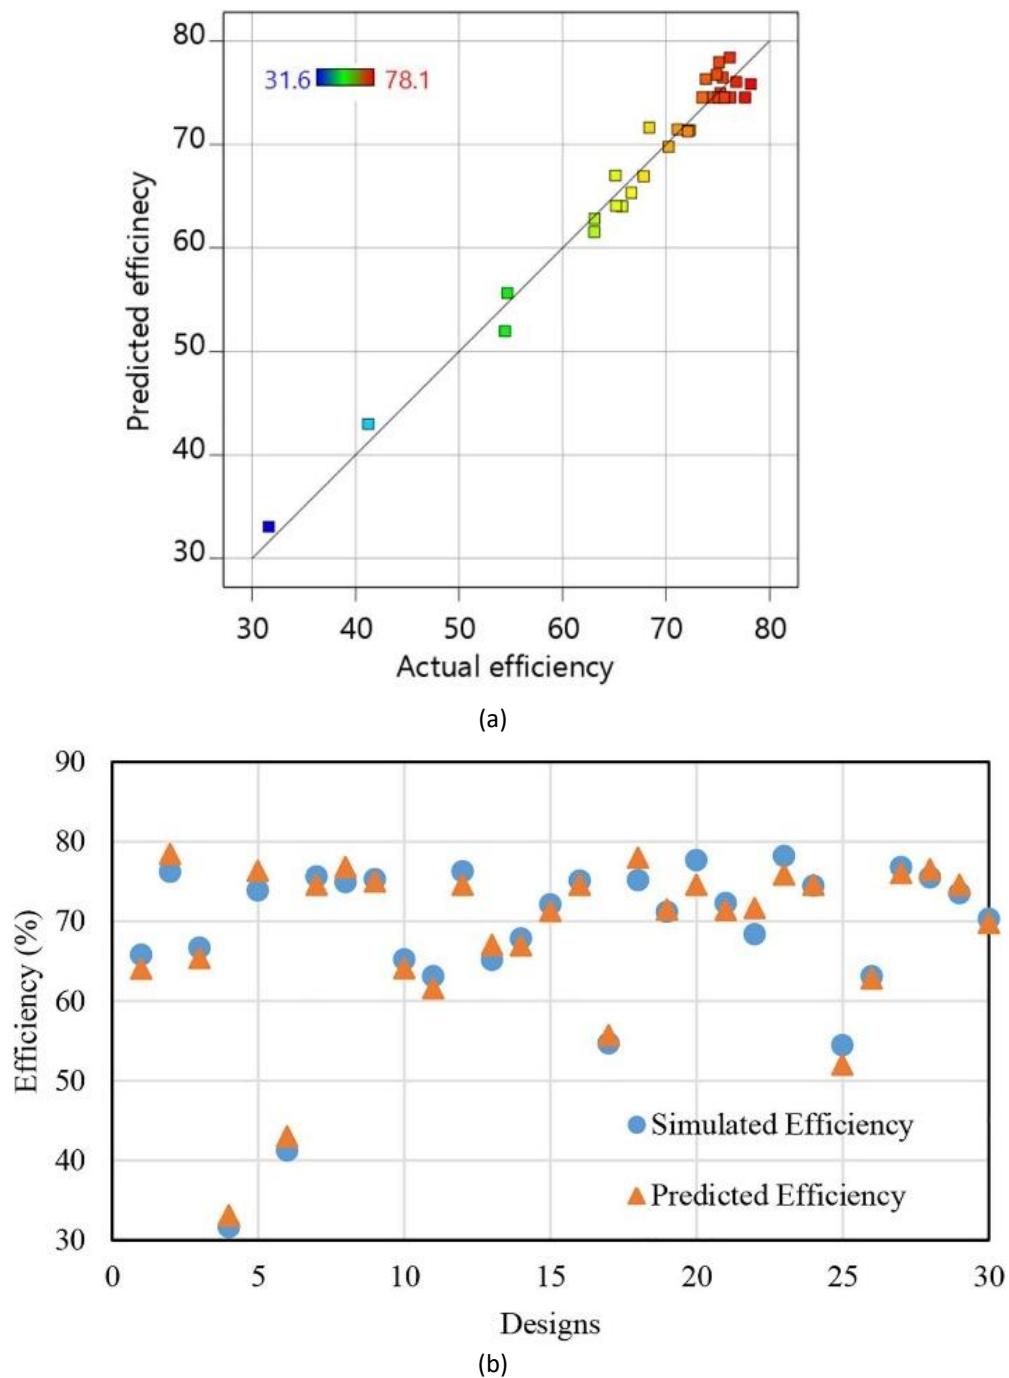 80
31.6 78.1
70
60
50
40
30
Predicted efficinecy
30 40 50 60 70 80
Actual efficiency
(a)
90
80
70
60
50
40
30
Efficiency (%)
Simulated Efficiency
Predicted Efficiency
0 5 10 15 20 25 30
Designs
(b)